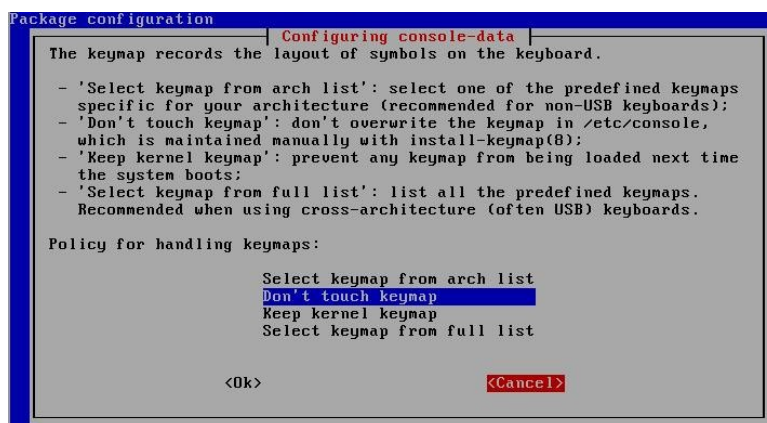 Package configuration
Configuring console-data
The keymap records the layout of symbols on the keyboard.
- 'Select keymap from arch list': select one of the predefined keymaps
specific for your architecture (recommended for non-USB keyboards);
- 'Don't touch keymap': don't overwrite the keymap in /etc/console,
which is maintained manually with install-keymap(8);
- 'Keep kernel keymap': prevent any keymap from being loaded next time
the system boots;
- 'Select keymap from full list': list all the predefined keymaps.
Recommended when using cross-architecture (often USB) keyboards.
Policy for handling keymaps:
Select keymap from arch list
Don't touch keymap
Keep kernel keymap
Select keymap from full list
<Ok> <Cancel>